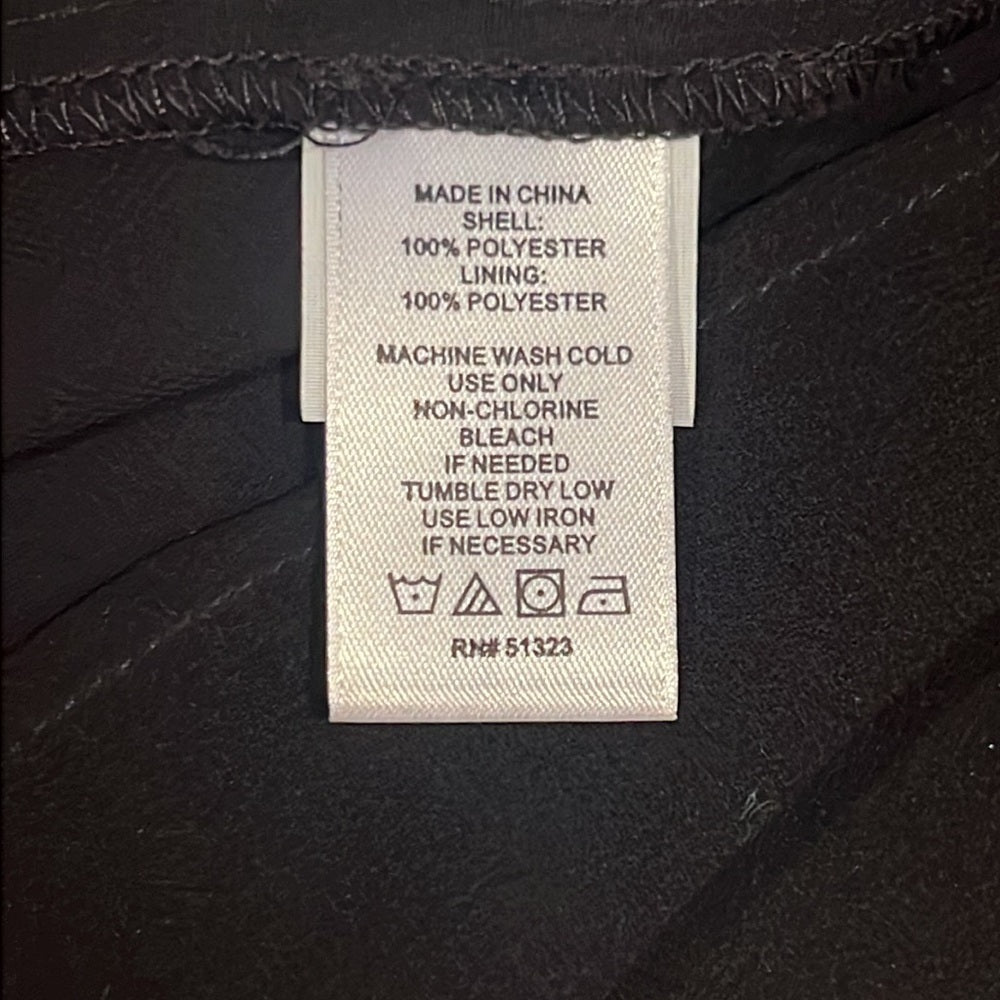 MADE IN CHINA
SHELL:
100% POLYESTER
LINING:
100% POLYESTER
MACHINE WASH COLD
USE ONLY
NON-CHLORINE
BLEACH
IF NEEDED
TUMBLE DRY LOW
USE LOW IRON
IF NECESSARY
RN# 51323